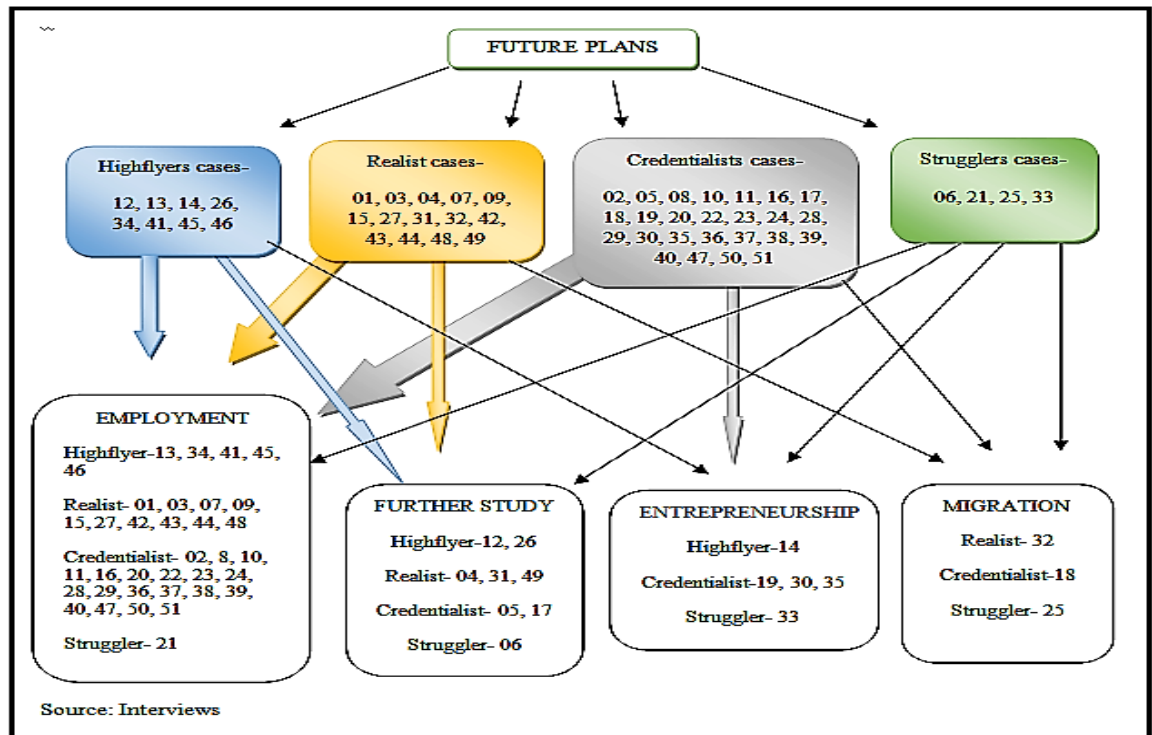 FUTURE PLANS
Highflyers cases-
12, 13, 14, 26,
34, 41, 45, 46
Realist cases-
01, 03, 04, 07, 09,
15, 27, 31, 32, 42,
43, 44, 48, 49
Credentialists cases-
02, 05, 08, 10, 11, 16, 17,
18, 19, 20, 22, 23, 24, 28,
29, 30, 35, 36, 37, 38, 39,
40, 47, 50, 51
Strugglers cases-
06, 21, 25, 33
EMPLOYMENT
Highflyer-13, 34, 41, 45,
46
Realist- 01, 03, 07, 09,
15, 27, 42, 43, 44, 48
Credentialist- 02, 8, 10,
11, 16, 20, 22, 23, 24,
28, 29, 36, 37, 38, 39,
40, 47, 50, 51
Struggler- 21
FURTHER STUDY
Highflyer-12, 26
Realist- 04, 31, 49
Credentialist- 05, 17
Struggler- 06
ENTREPRENEURSHIP
Highflyer-14
Credentialist-19, 30, 35
Struggler- 33
MIGRATION
Realist- 32
Credentialist-18
Struggler- 25
Source: Interviews